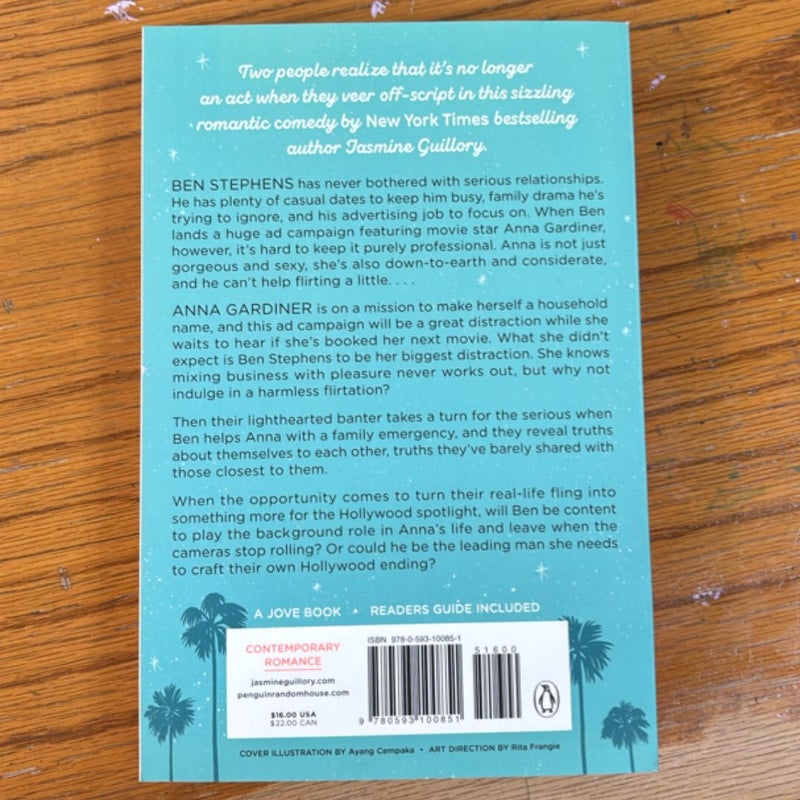 Two people realize that it's no longer
an act when they veer off-script in this sizzling
romantic comedy by New York Times bestselling
author Jasmine Guillory.
BEN STEPHENS has never bothered with serious relationships.
He has plenty of casual dates to keep him busy, family drama he's
trying to ignore, and his advertising job to focus on. When Ben
lands a huge ad campaign featuring movie star Anna Gardiner,
however, it's hard to keep it purely professional. Anna is not just
gorgeous and sexy, she's also down-to-earth and considerate,
and he can't help flirting a little. . . .
ANNA GARDINER is on a mission to make herself a household
name, and this ad campaign will be a great distraction while she
waits to hear if she's booked her next movie. What she didn't
expect is Ben Stephens to be her biggest distraction. She knows
mixing business with pleasure never works out, but why not
indulge in a harmless flirtation?
Then their lighthearted banter takes a turn for the serious when
Ben helps Anna with a family emergency, and they reveal truths
about themselves to each other, truths they've barely shared with
those closest to them.
When the opportunity comes to turn their real-life fling into
something more for the Hollywood spotlight, will Ben be content
to play the background role in Anna's life and leave when the
cameras stop rolling? Or could he be the leading man she needs
to craft their own Hollywood ending?
A JOVE BOOK • READERS GUIDE INCLUDED
CONTEMPORARY
ROMANCE
jasmineguillory.com
penguinrandomhouse.com
$16.00 USA
$22.00 CAN
ISBN 978-0-593-10085-1
51600
9 780593 100851
COVER ILLUSTRATION BY Ayang Cempaka • ART DIRECTION BY Rita Frangie